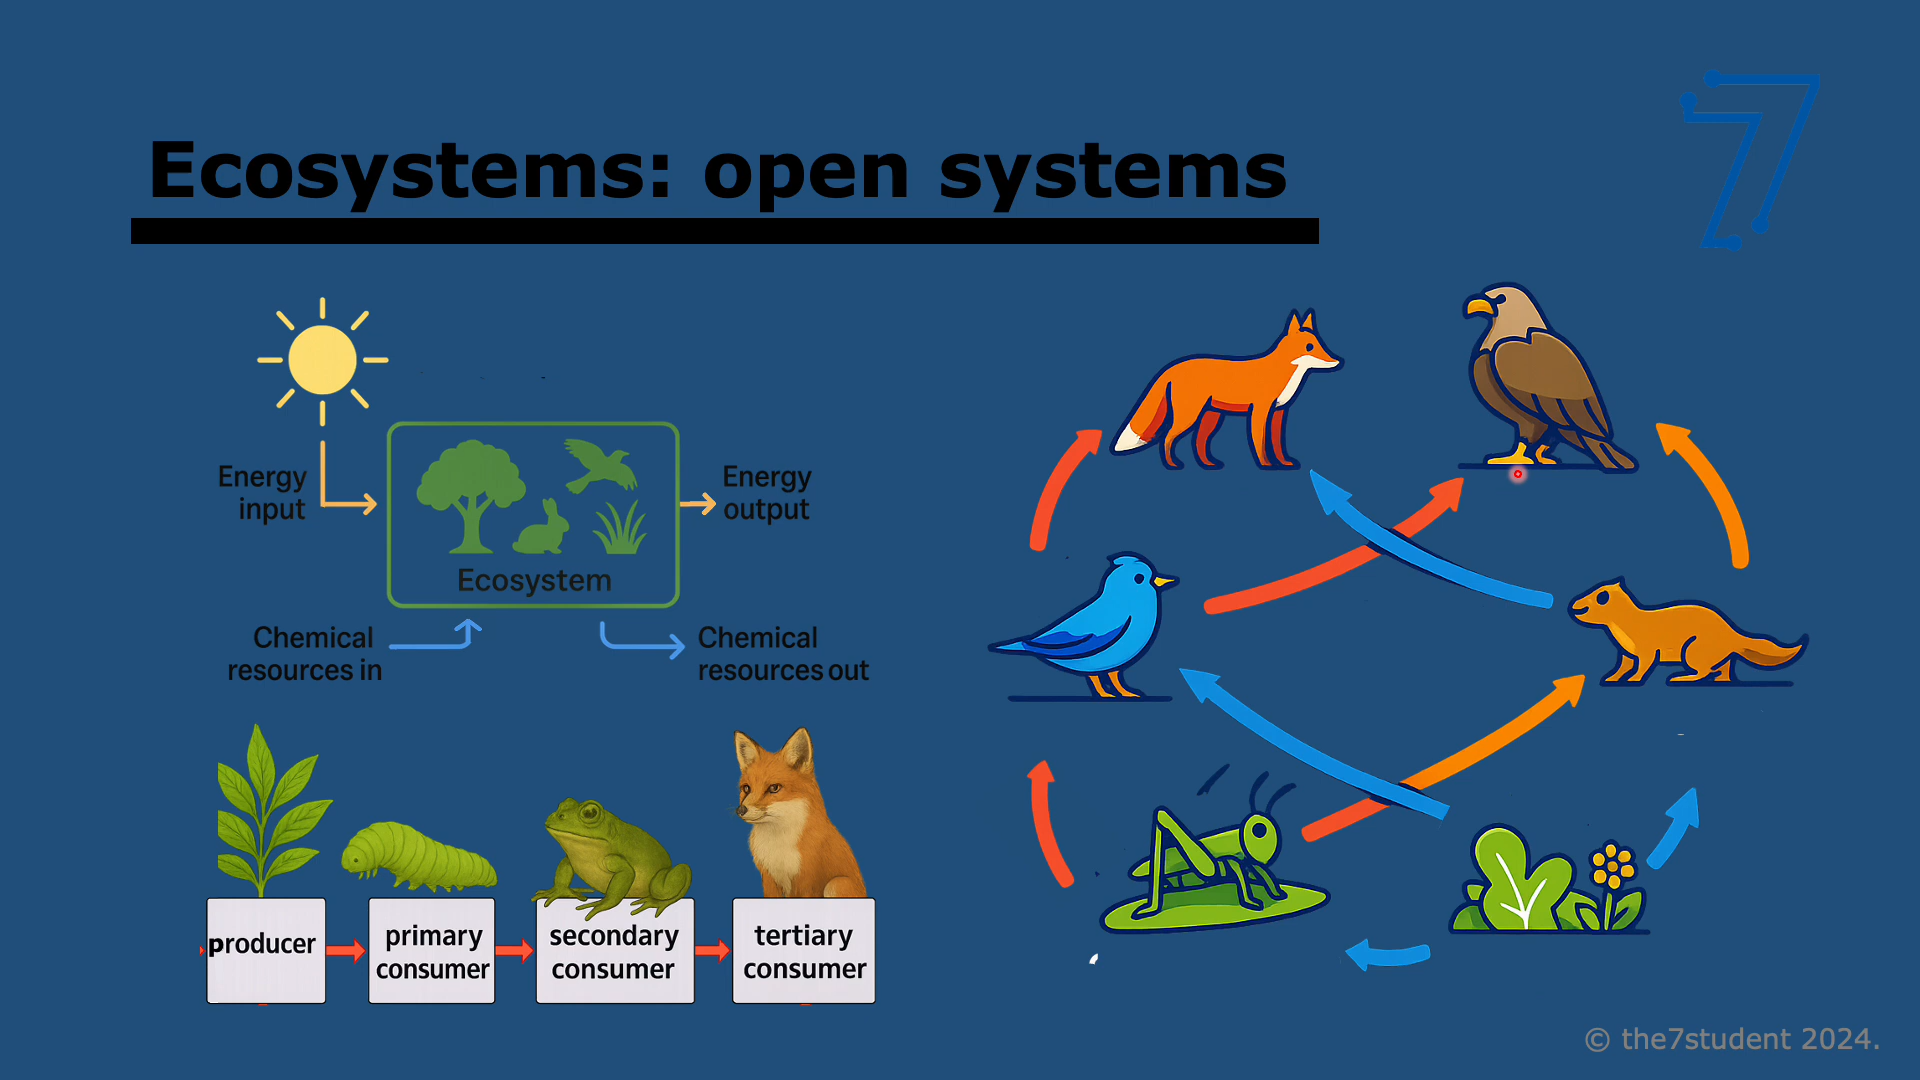 7
Ecosystems: open systems
Energy
input
Energy
output
Ecosystem
Chemical
resources in
Chemical
resources out
producer
primary
consumer
secondary
consumer
tertiary
consumer
© the7student 2024.